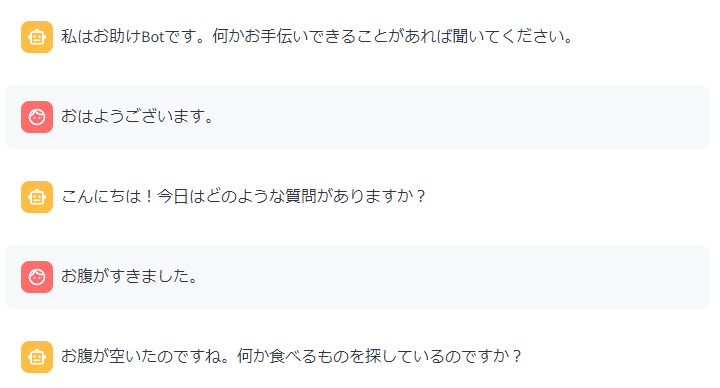 私はお助けBotです。何かお手伝いできることがあれば聞いてください。
おはようございます。
こんにちは！今日はどのような質問がありますか？
お腹がすきました。
お腹が空いたのですね。何か食べるものを探しているのですか？